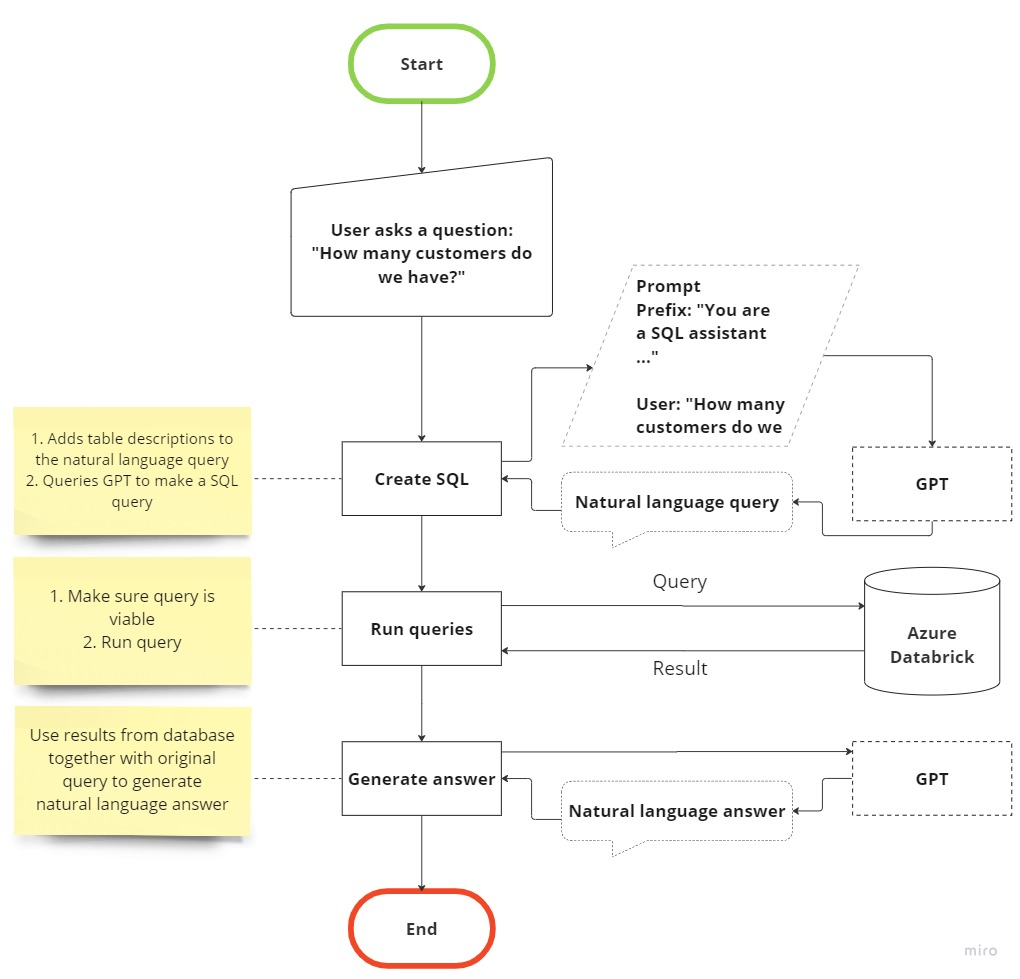 Start
User asks a question:
"How many customers do
we have?"
Prompt
Prefix: "You are
a SQL assistant
..."
User: "How many
customers do we
1. Adds table descriptions to
the natural language query
2. Queries GPT to make a SQL
query
Create SQL
Natural language query
GPT
1. Make sure query is
viable
2. Run query
Run queries
Query
Result
Azure
Databrick
Use results from database
together with original
query to generate
natural language answer
Generate answer
Natural language answer
GPT
End
miro